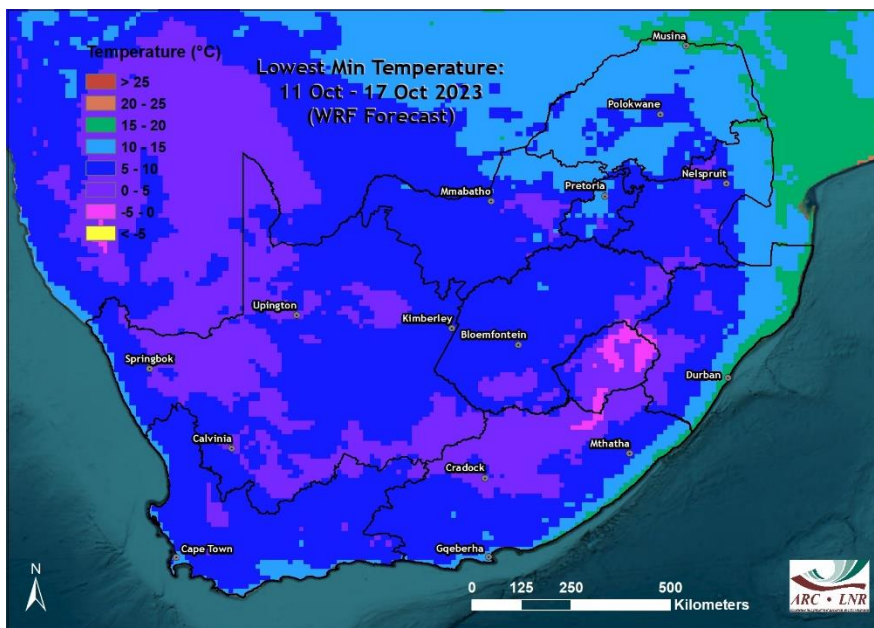 Temperature (°C)
> 25
20 - 25
15 - 20
10 - 15
5 - 10
0 - 5
-5 - 0
< -5
Lowest Min Temperature:
11 Oct - 17 Oct 2023
(WRF Forecast)
Musina
Polokwane
Nelspruit
Pretoria
Mmabatho
Upington
Kimberley
Bloemfontein
Springbok
Durban
Calvinia
Mthatha
Cradock
Cape Town
Gqeberha
N
0 125 250 500
Kilometers
ARC • LNR